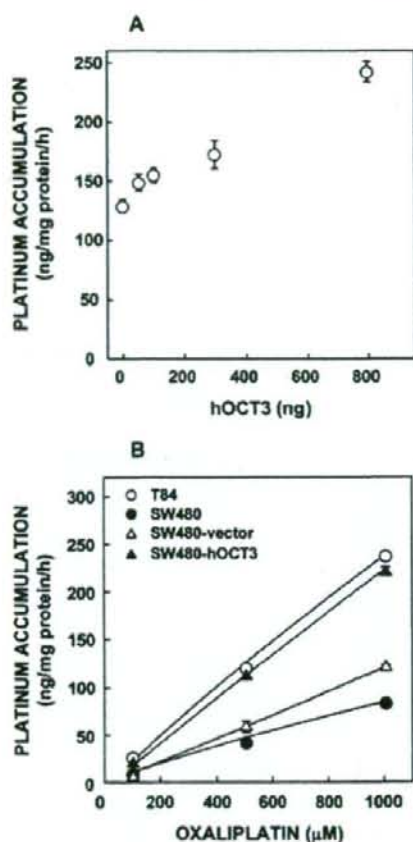 A
PLATINUM ACCUMULATION
(ng/mg protein/h)
250
200
150
100
50
0
0 200 400 600 800
hOCT3 (ng)
B
PLATINUM ACCUMULATION
(ng/mg protein/h)
300
250
200
150
100
50
0
T84
SW480
SW480-vector
SW480-hOCT3
0 200 400 600 800 1000
OXALIPLATIN (μM)